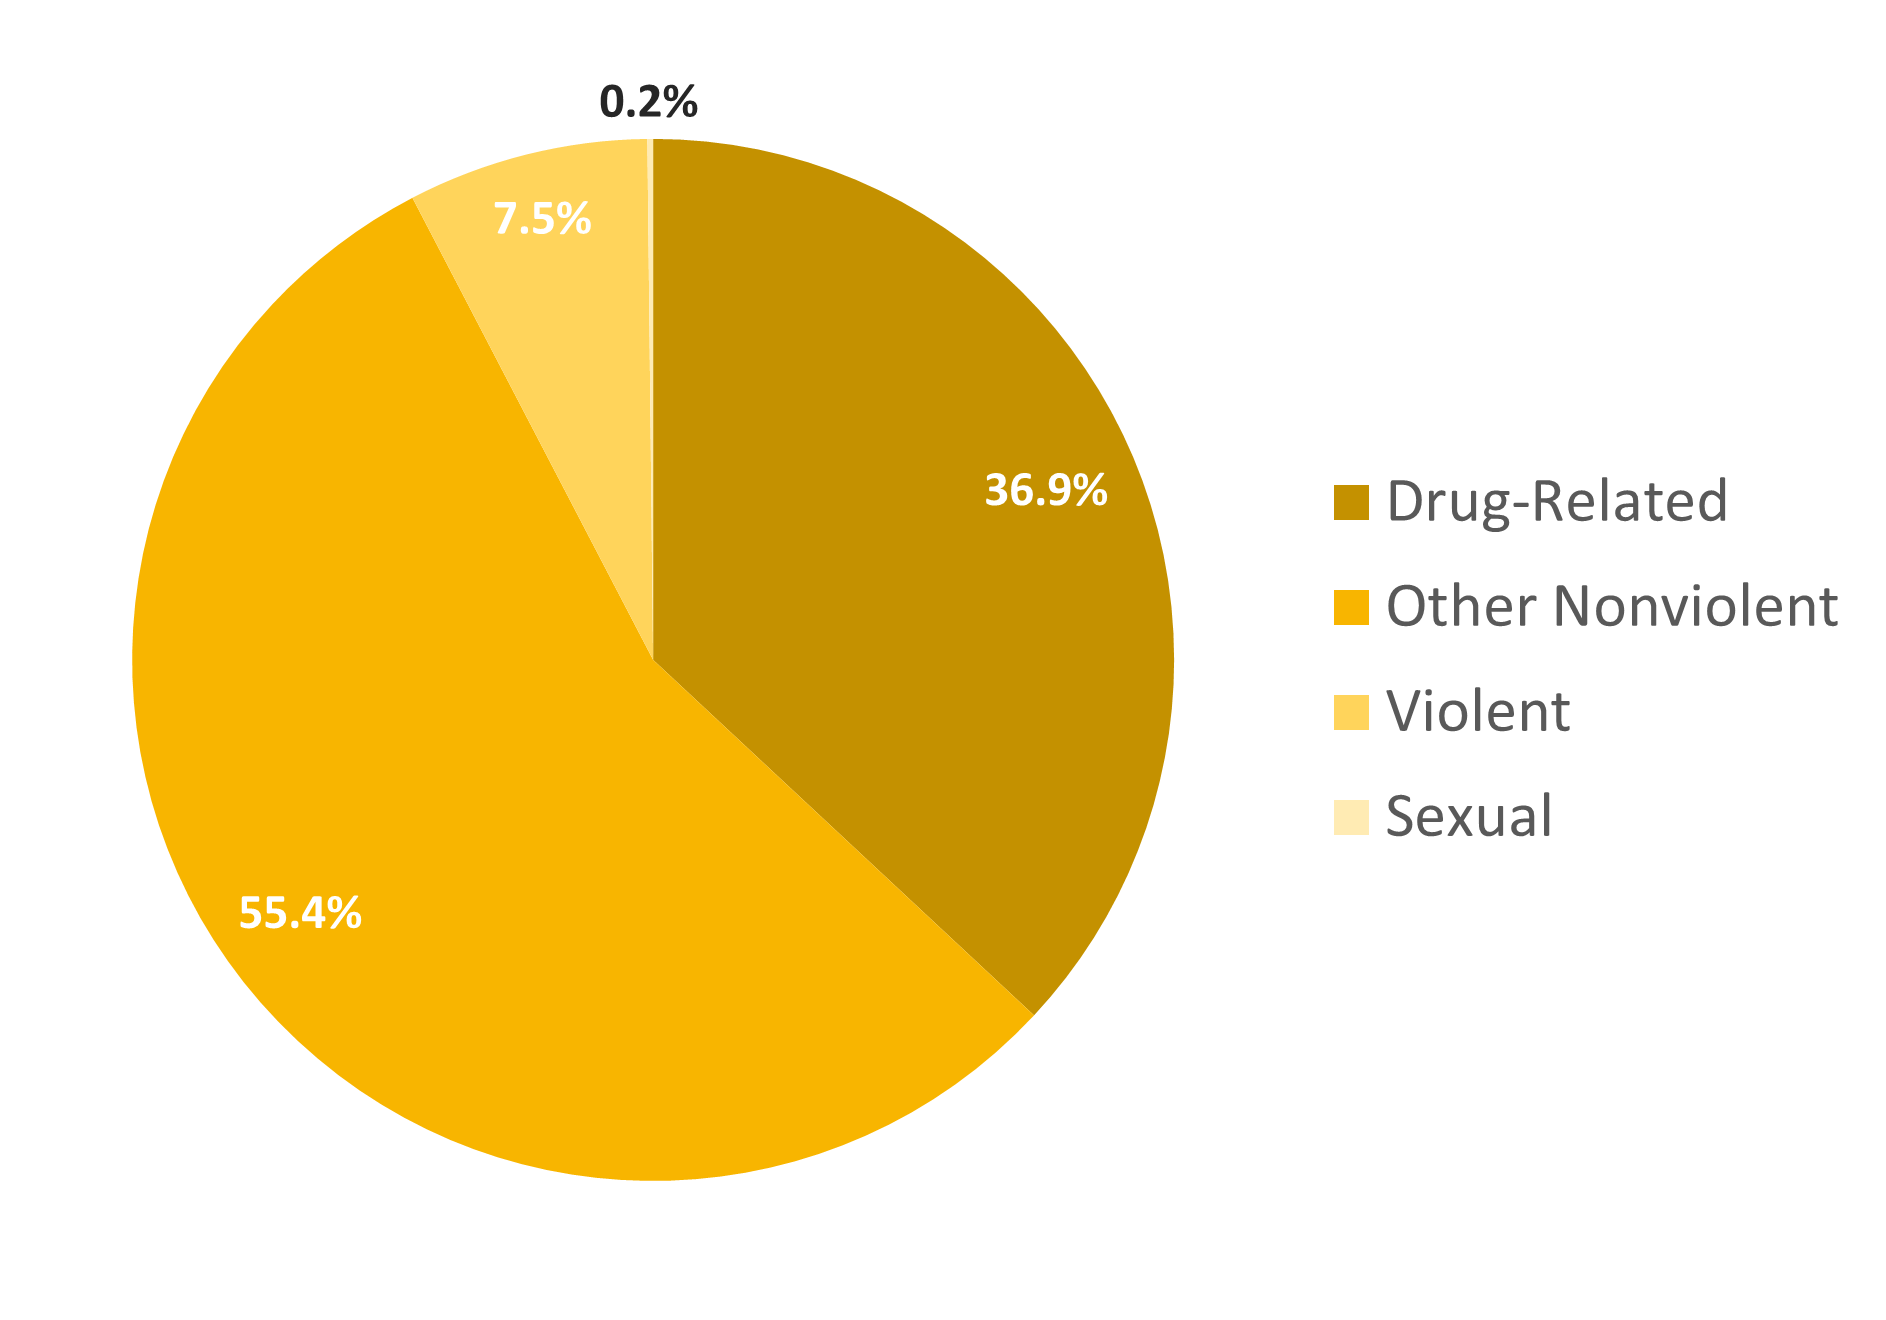 0.2%
7.5%
36.9%
55.4%
Drug-Related
Other Nonviolent
Violent
Sexual